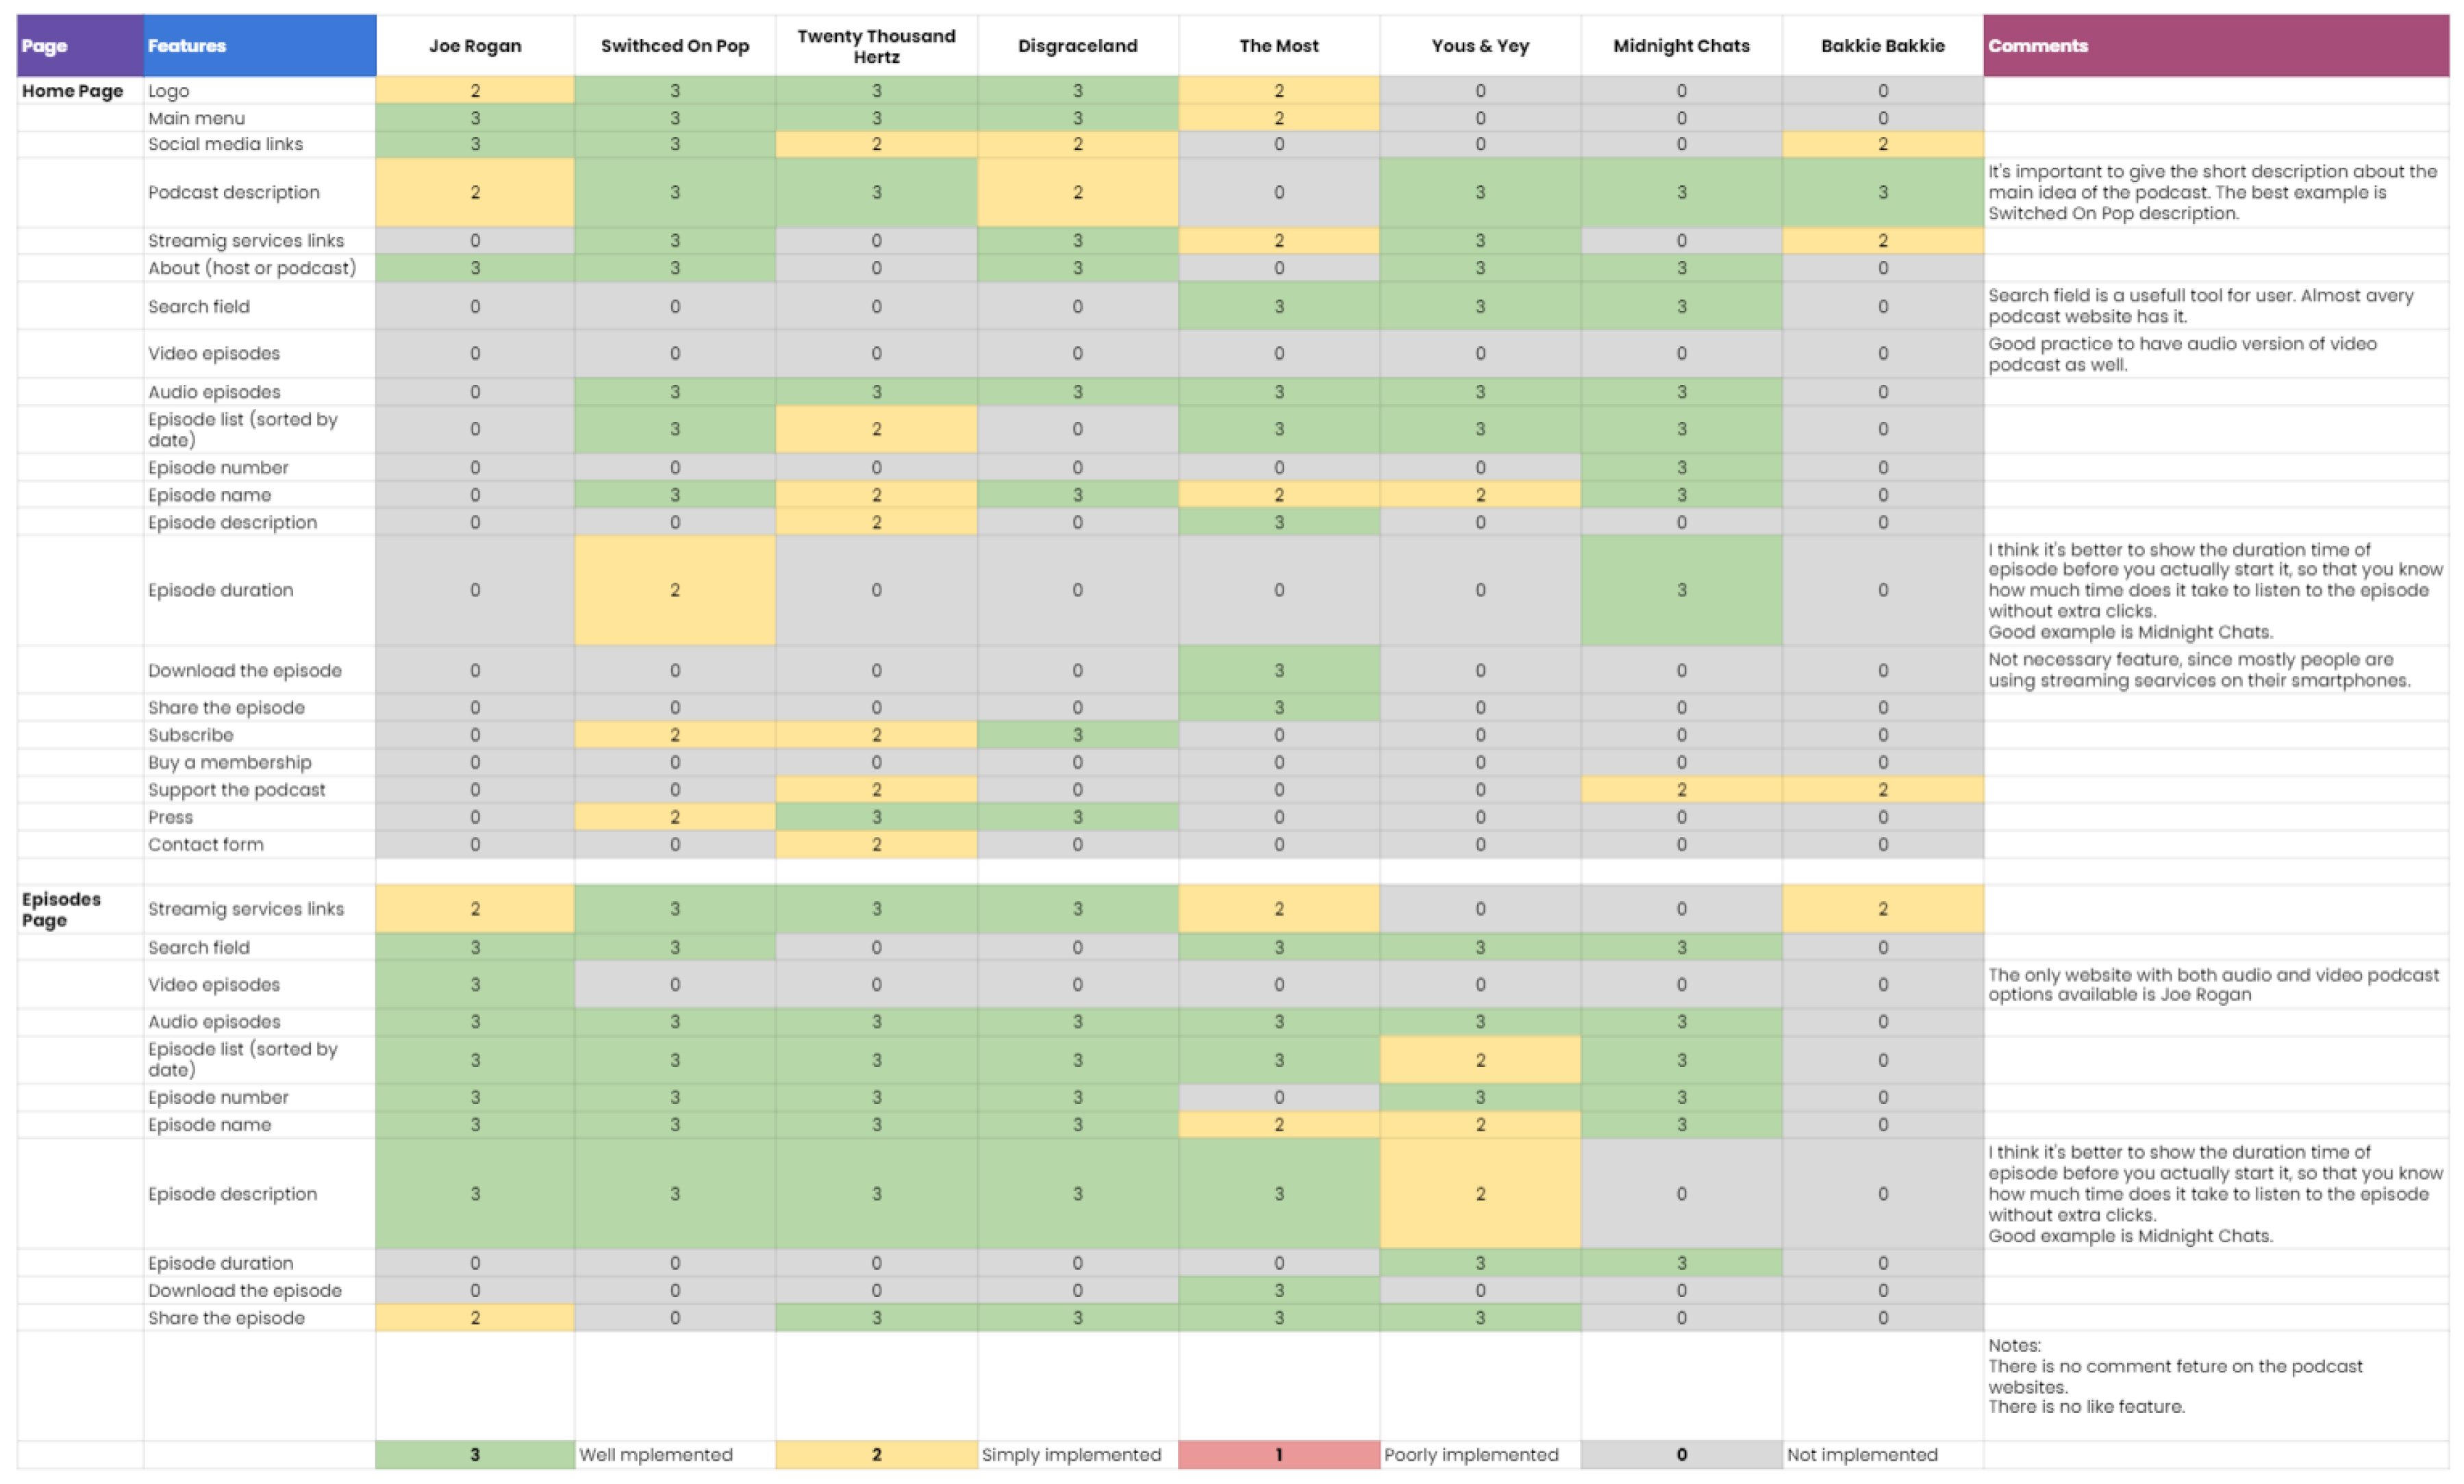 Page Features Joe Rogan Swithced On Pop Twenty Thousand Hertz Disgraceland The Most Yous & Yey Midnight Chats Bakkie Bakkie Comments
Home Page Logo 2 3 3 3 2 0 0 0
Main menu 3 3 3 3 2 0 0 0
Social media links 3 3 2 2 0 0 0 2
Podcast description 2 3 3 2 0 3 3 3 It's important to give the short description about the main idea of the podcast. The best example is Switched On Pop description.
Streamig services links 0 3 0 3 2 3 0 2
About (host or podcast) 3 3 0 3 0 3 3 0
Search field 0 0 0 0 3 3 3 0 Search field is a usefull tool for user. Almost avery podcast website has it.
Video episodes 0 0 0 0 0 0 0 0 Good practice to have audio version of video podcast as well.
Audio episodes 0 3 3 3 3 3 3 0
Episode list (sorted by date) 0 3 2 0 3 3 3 0
Episode number 0 0 0 0 0 0 3 0
Episode name 0 3 2 3 2 2 3 0
Episode description 0 0 2 0 3 0 0 0
Episode duration 0 2 0 0 0 0 3 0 I think it's better to show the duration time of episode before you actually start it, so that you know how much time does it take to listen to the episode without extra clicks. Good example is Midnight Chats.
Download the episode 0 0 0 0 3 0 0 0 Not necessary feature, since mostly people are using streaming searvices on their smartphones.
Share the episode 0 0 0 0 3 0 0 0
Subscribe 0 2 2 3 0 0 0 0
Buy a membership 0 0 0 0 0 0 0 0
Support the podcast 0 0 2 0 0 0 2 2
Press 0 2 3 3 0 0 0 0
Contact form 0 0 2 0 0 0 0 0
Episodes Page Streamig services links 2 3 3 3 2 0 0 2
Search field 3 3 0 0 3 3 3 0
Video episodes 3 0 0 0 0 0 0 0 The only website with both audio and video podcast options available is Joe Rogan
Audio episodes 3 3 3 3 3 3 3 0
Episode list (sorted by date) 3 3 3 3 3 2 3 0
Episode number 3 3 3 3 0 3 3 0
Episode name 3 3 3 3 2 2 3 0
Episode description 3 3 3 3 3 2 0 0 I think it's better to show the duration time of episode before you actually start it, so that you know how much time does it take to listen to the episode without extra clicks. Good example is Midnight Chats.
Episode duration 0 0 0 0 0 3 3 0
Download the episode 0 0 0 0 3 0 0 0
Share the episode 2 0 3 3 3 3 0 0
Notes:
There is no comment feture on the podcast
websites.
There is no like feature.
3 Well mplemented 2 Simply implemented 1 Poorly implemented 0 Not implemented